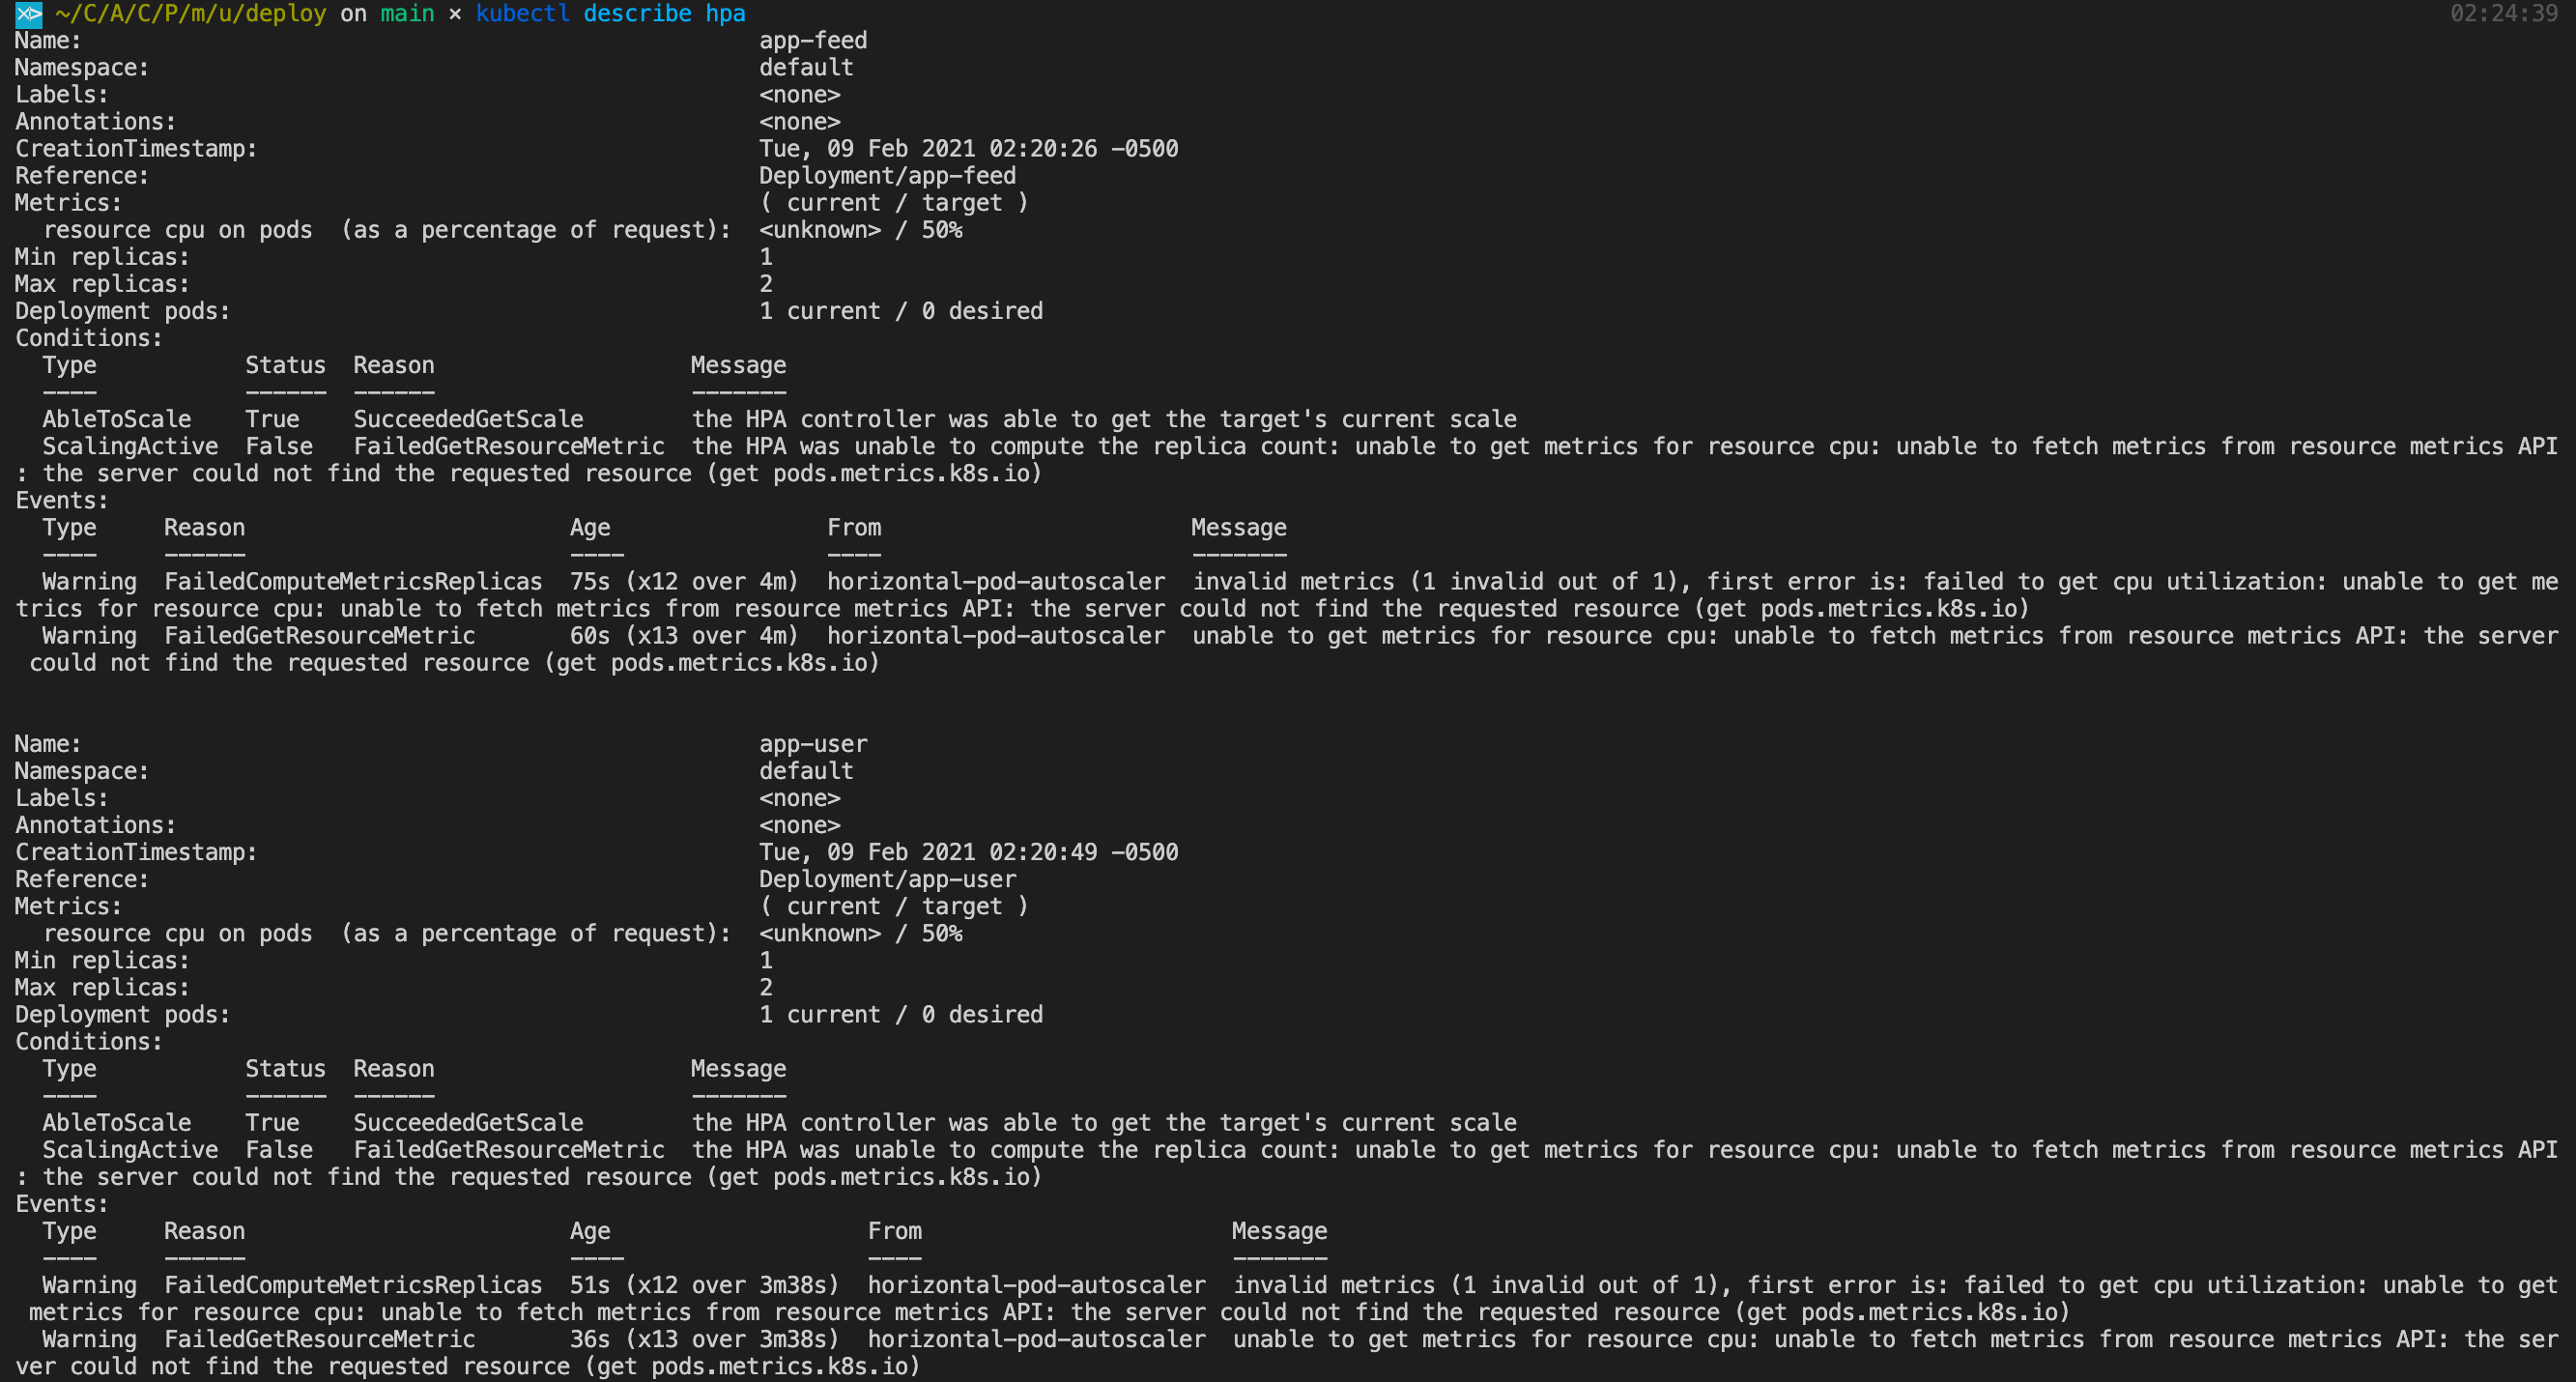 ~/C/A/C/P/m/u/deploy on main × kubectl describe hpa 02:24:39
Name: app-feed
Namespace: default
Labels: <none>
Annotations: <none>
CreationTimestamp: Tue, 09 Feb 2021 02:20:26 -0500
Reference: Deployment/app-feed
Metrics: ( current / target )
resource cpu on pods (as a percentage of request): <unknown> / 50%
Min replicas: 1
Max replicas: 2
Deployment pods: 1 current / 0 desired
Conditions:
Type Status Reason Message
---- ------ ------ -------
AbleToScale True SucceededGetScale the HPA controller was able to get the target's current scale
ScalingActive False FailedGetResourceMetric the HPA was unable to compute the replica count: unable to get metrics for resource cpu: unable to fetch metrics from resource metrics API
: the server could not find the requested resource (get pods.metrics.k8s.io)
Events:
Type Reason Age From Message
---- ------ ---- ---- -------
Warning FailedComputeMetricsReplicas 75s (x12 over 4m) horizontal-pod-autoscaler invalid metrics (1 invalid out of 1), first error is: failed to get cpu utilization: unable to get me
trics for resource cpu: unable to fetch metrics from resource metrics API: the server could not find the requested resource (get pods.metrics.k8s.io)
Warning FailedGetResourceMetric 60s (x13 over 4m) horizontal-pod-autoscaler unable to get metrics for resource cpu: unable to fetch metrics from resource metrics API: the server
could not find the requested resource (get pods.metrics.k8s.io)
Name: app-user
Namespace: default
Labels: <none>
Annotations: <none>
CreationTimestamp: Tue, 09 Feb 2021 02:20:49 -0500
Reference: Deployment/app-user
Metrics: ( current / target )
resource cpu on pods (as a percentage of request): <unknown> / 50%
Min replicas: 1
Max replicas: 2
Deployment pods: 1 current / 0 desired
Conditions:
Type Status Reason Message
---- ------ ------ -------
AbleToScale True SucceededGetScale the HPA controller was able to get the target's current scale
ScalingActive False FailedGetResourceMetric the HPA was unable to compute the replica count: unable to get metrics for resource cpu: unable to fetch metrics from resource metrics API
: the server could not find the requested resource (get pods.metrics.k8s.io)
Events:
Type Reason Age From Message
---- ------ ---- ---- -------
Warning FailedComputeMetricsReplicas 51s (x12 over 3m38s) horizontal-pod-autoscaler invalid metrics (1 invalid out of 1), first error is: failed to get cpu utilization: unable to get
metrics for resource cpu: unable to fetch metrics from resource metrics API: the server could not find the requested resource (get pods.metrics.k8s.io)
Warning FailedGetResourceMetric 36s (x13 over 3m38s) horizontal-pod-autoscaler unable to get metrics for resource cpu: unable to fetch metrics from resource metrics API: the ser
ver could not find the requested resource (get pods.metrics.k8s.io)